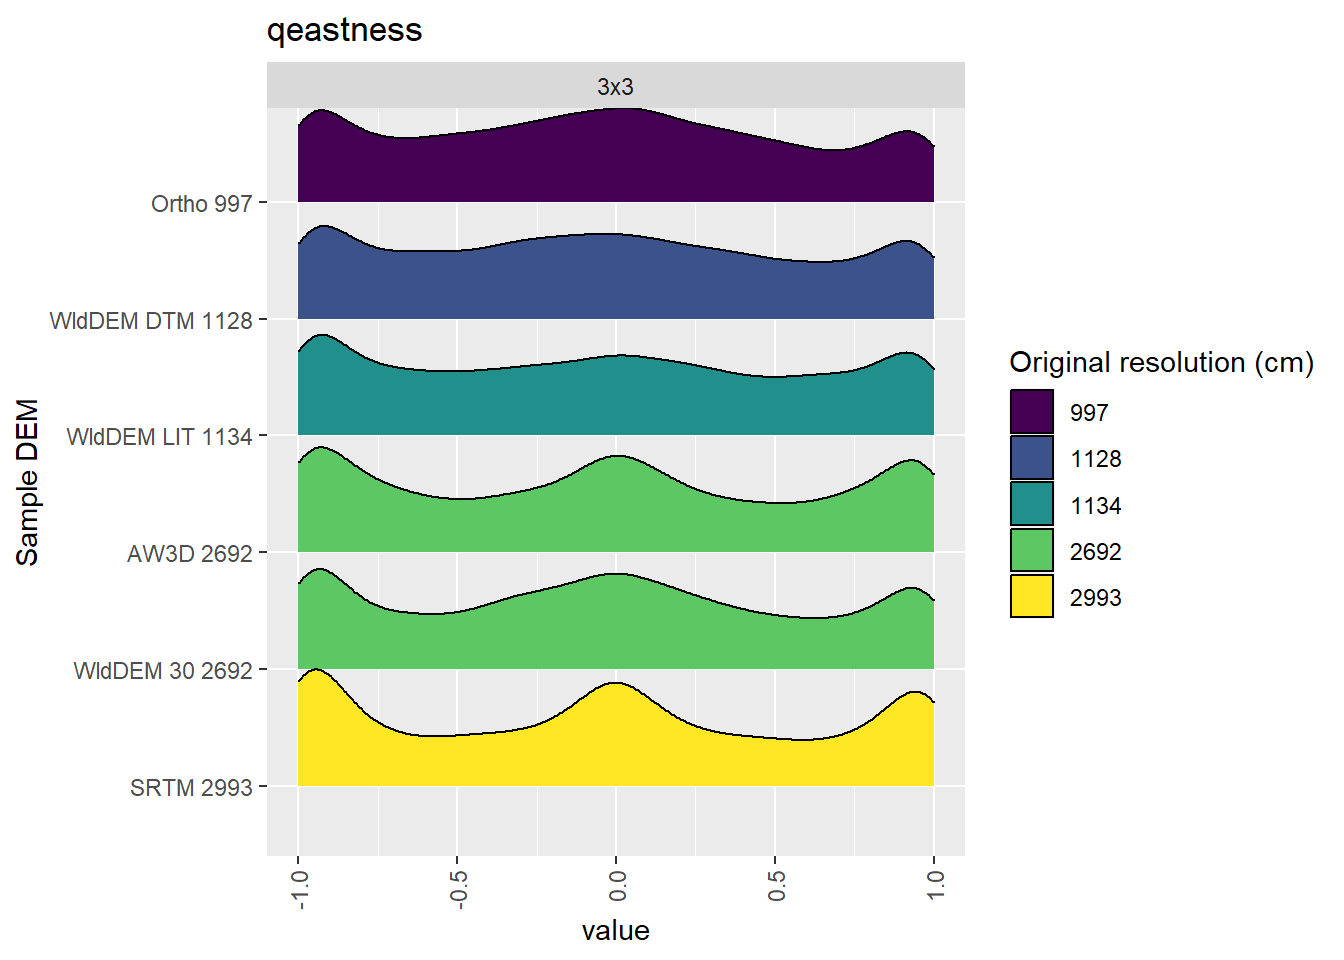 qeastness
3x3
Sample DEM
Ortho 997
WldDEM DTM 1128
WldDEM LIT 1134
AW3D 2692
WldDEM 30 2692
SRTM 2993
-1.0
-0.5
0.0
0.5
1.0
value
Original resolution (cm)
997
1128
1134
2692
2993